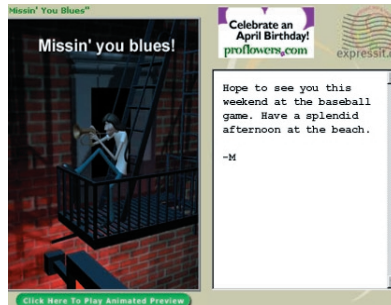 Missin' You Blues"
Missin' you blues!
Celebrate an
April Birthday!
proflowers.com
expressit.c
Hope to see you this
weekend at the baseball
game. Have a splendid
afternoon at the beach.
-M
Click Here To Play Animated Preview